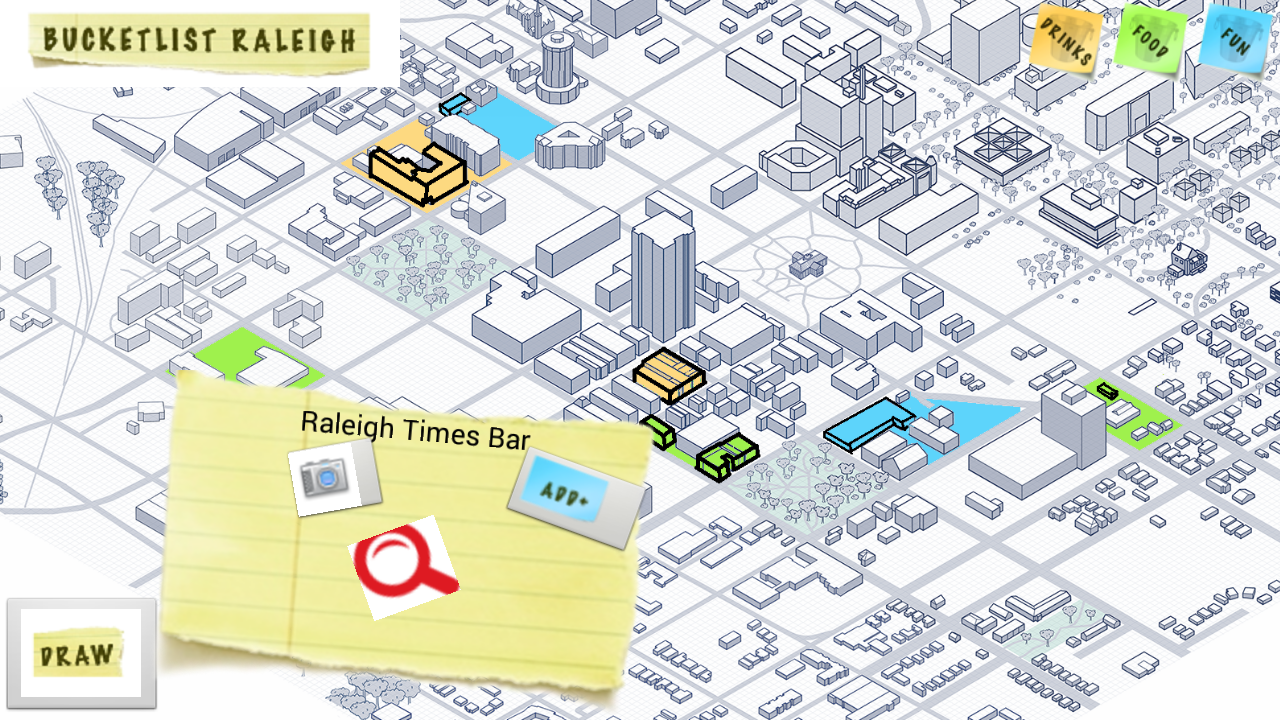 BUCKETLIST RALEIGH
DRINKS
FOOD
FUN
Raleigh Times Bar
ADD+
DRAW